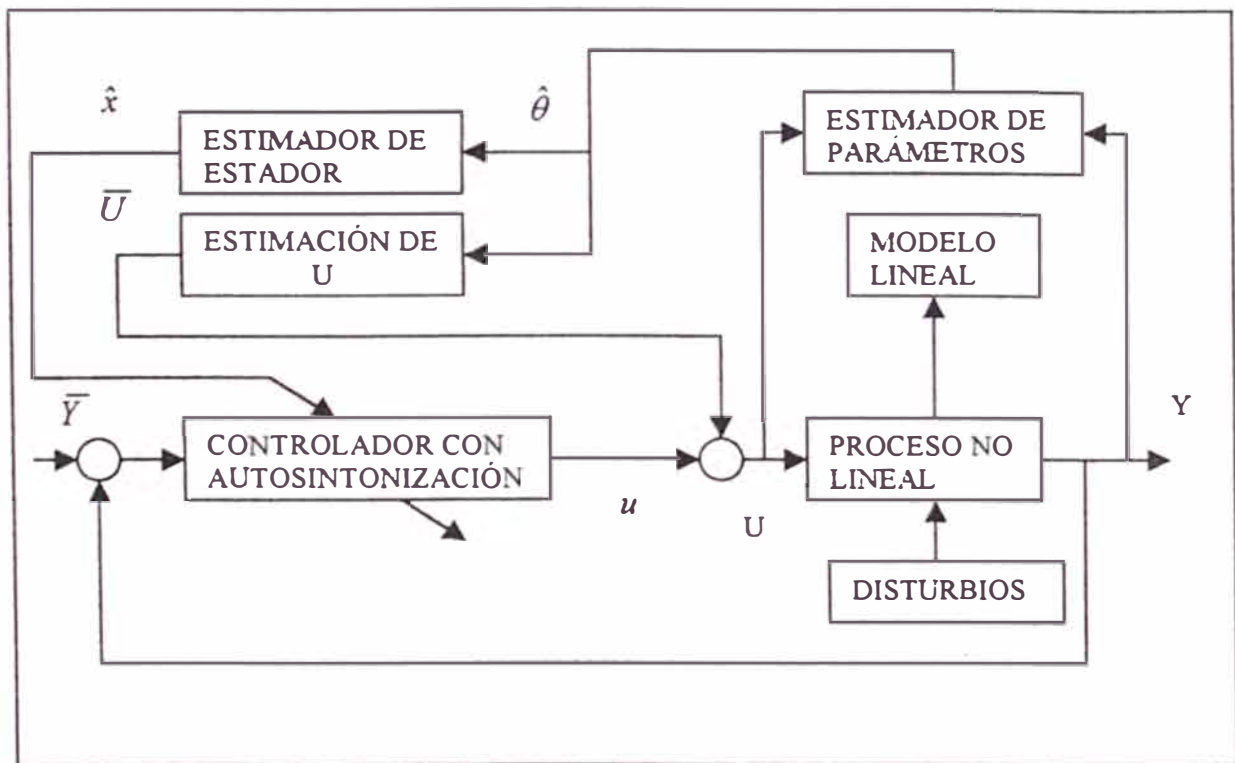 x̂
θ̂
ESTIMADOR DE
ESTADOR
ESTIMADOR DE
PARÁMETROS
U̅
ESTIMACIÓN DE
U
MODELO
LINEAL
Y̅
CONTROLADOR CON
AUTOSINTONIZACIÓN
u
U
PROCESO NO
LINEAL
Y
DISTURBIOS